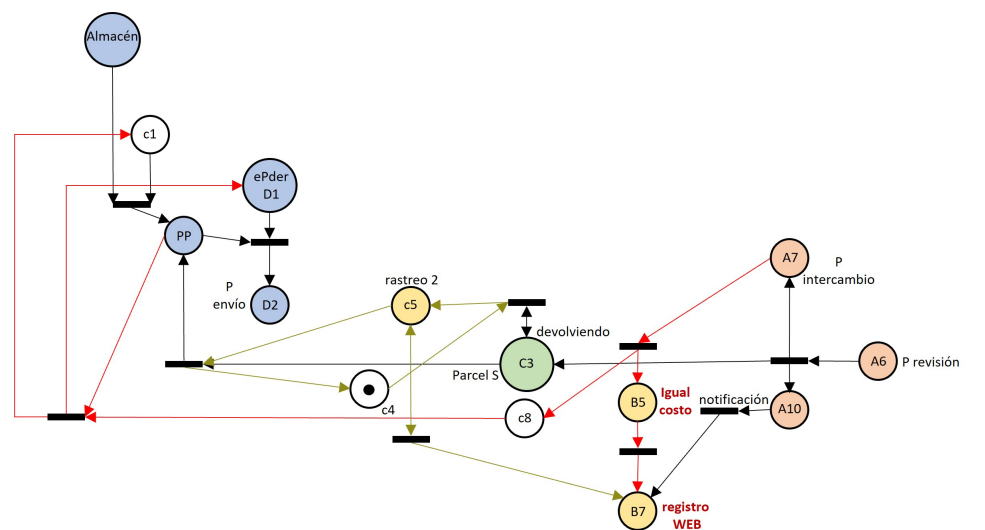 Almacén
c1
ePder
D1
PP
P
envío
D2
rastreo 2
c5
devolviendo
C3
Parcel S
c4
c8
A7
P
intercambio
A6
P revisión
B5
Igual
costo
notificación
A10
B7
registro
WEB